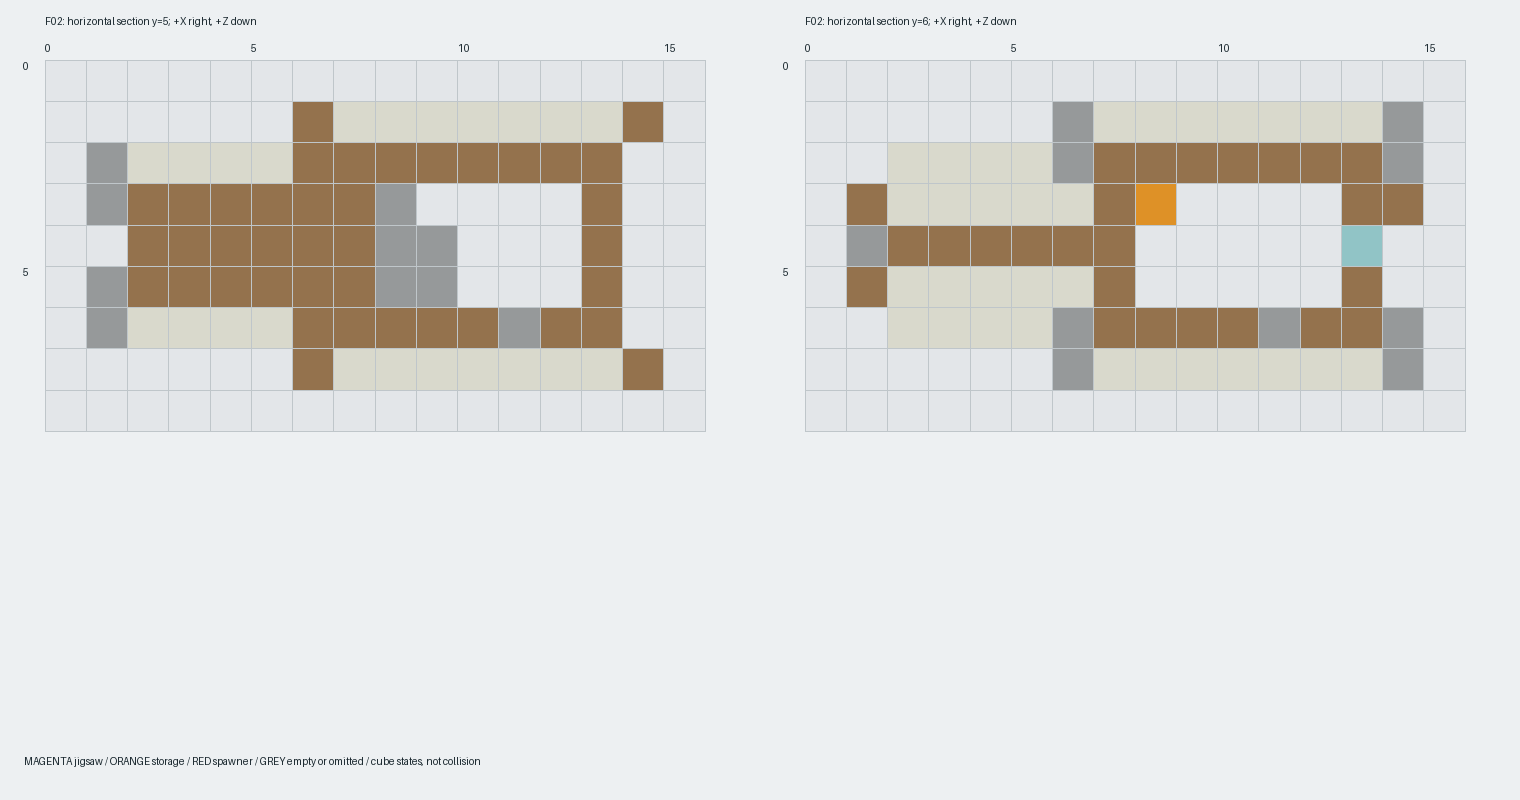 F02: horizontal section y=5; +X right, +Z down
F02: horizontal section y=6; +X right, +Z down
0 5 10 15
0 5 10 15
0
0
5
5
MAGENTA jigsaw / ORANGE storage / RED spawner / GREY empty or omitted / cube states, not collision